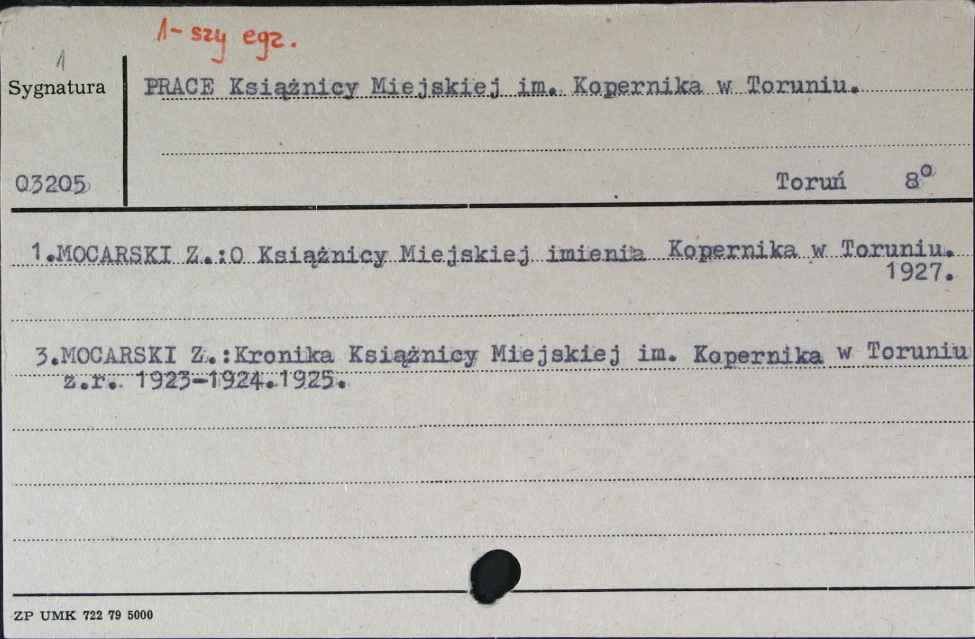 1-szy egz.
1
Sygnatura
PRACE Książnicy Miejskiej im. Kopernika w Toruniu.
03205
Toruń 8°
1.MOCARSKI Z.:O Książnicy Miejskiej imienia Kopernika w Toruniu.
1927.
3.MOCARSKI Z.:Kronika Książnicy Miejskiej im. Kopernika w Toruniu
z.r. 1923-1924.1925.
ZP UMK 722 79 5000